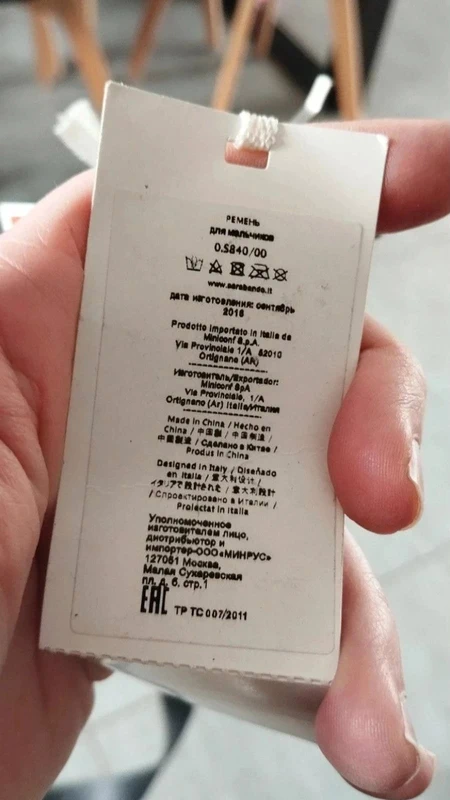 РЕМЕНЬ
для мальчиков
0.S840/00
www.sarabanda.it
дата изготовления: сентябрь
2016
Prodotto importato in Italia da
Miniconf S.p.A.
Via Provinciale 1/A 52010
Ortignano (AR)
Изготовитель/Exportador:
Miniconf SpA
Via Provinciale, 1/A
Ortignano (Ar) Italia/Италия
Made in China / Hecho en
China / 中国制 / 中国製造 /
中國製造 / Сделано в Китае /
Produs in China
Designed in Italy / Diseñado
en Italia / 意大利设计 /
イタリアで設計された / 意大利設計
/ Спроектировано в Италии /
Proiectat in Italia
Уполномоченное
изготовителем лицо,
дистрибьютор и
импортер-ООО«МИНРУС»
127051 Москва,
Малая Сухаревская
пл, д. 6, стр.1
EAC ТР ТС 007/2011